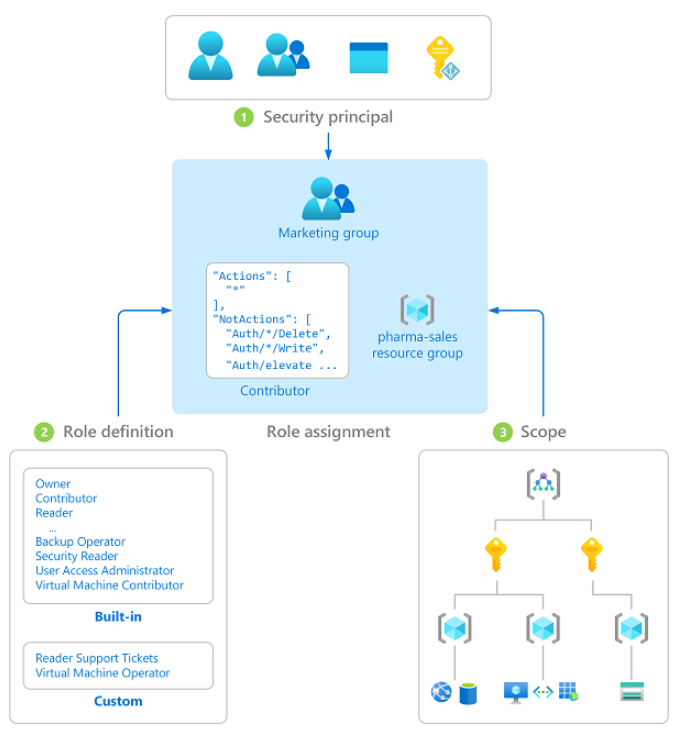 1 Security principal
Marketing group
"Actions": [
"*"
],
"NotActions": [
"Auth/*/Delete",
"Auth/*/Write",
"Auth/elevate ...
Contributor
pharma-sales
resource group
Role assignment
2 Role definition
Owner
Contributor
Reader
...
Backup Operator
Security Reader
User Access Administrator
Virtual Machine Contributor
Built-in
Reader Support Tickets
Virtual Machine Operator
Custom
3 Scope